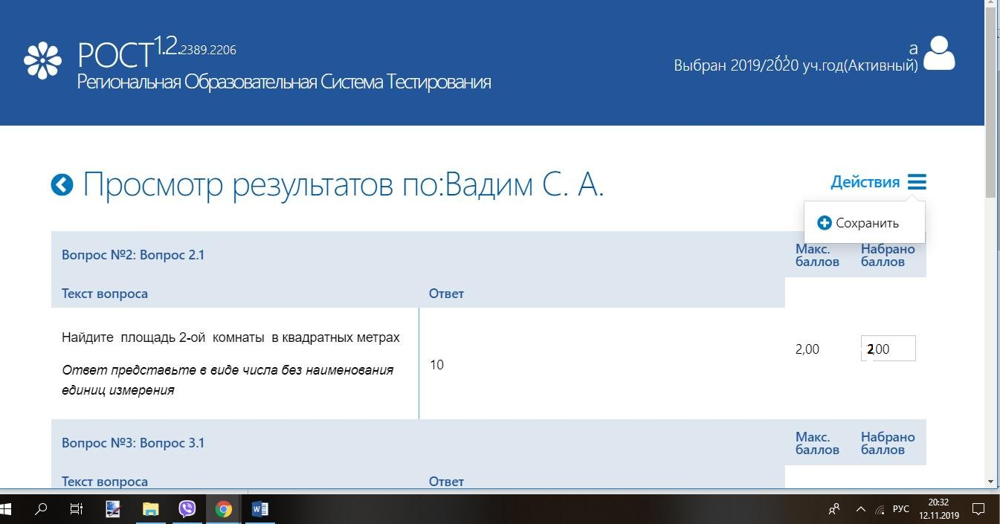 РОСТ1.2.2389.2206
Региональная Образовательная Система Тестирования
а
Выбран 2019/2020 уч.год(Активный)
Просмотр результатов по:Вадим С. А.
Действия
Сохранить
Вопрос №2: Вопрос 2.1
Макс. баллов
Набрано баллов
Текст вопроса
Ответ
Найдите площадь 2-ой комнаты в квадратных метрах
Ответ представьте в виде числа без наименования
единиц измерения
10
2,00
2,00
Вопрос №3: Вопрос 3.1
Макс. баллов
Набрано баллов
Текст вопроса
Ответ
РУС
20:32
12.11.2019